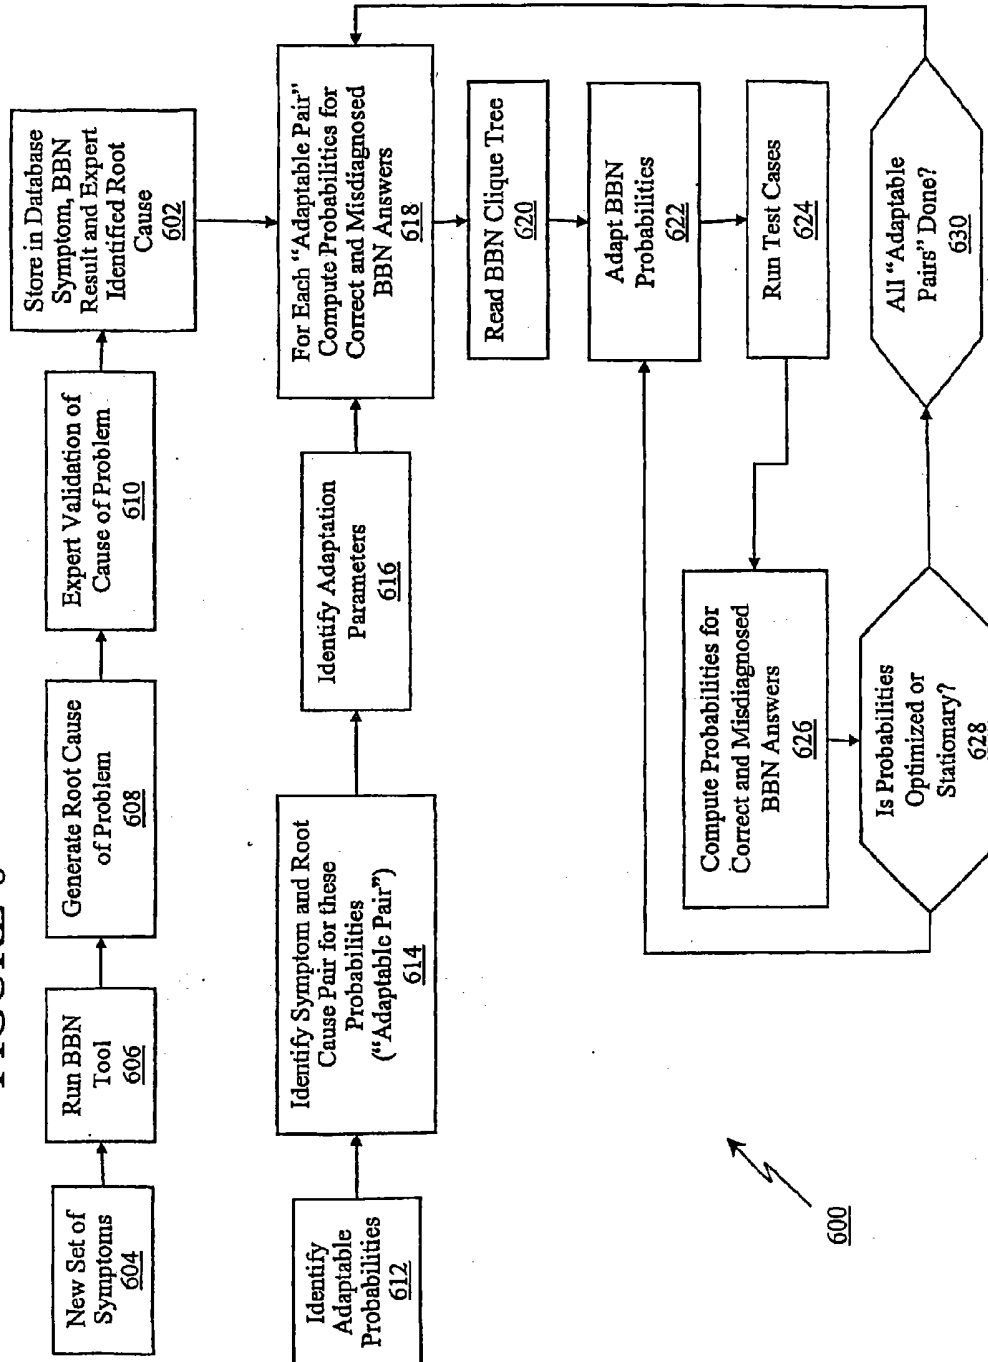 New Set of
Symptoms
604
Run BBN
Tool
606
Generate Root Cause
of Problem
608
Expert Validation of
Cause of Problem
610
Store in Database
Symptom, BBN
Result and Expert
Identified Root
Cause
602
Identify
Adaptable
Probabilities
612
Identify Symptom and Root
Cause Pair for these
Probabilities
("Adaptable Pair")
614
Identify Adaptation
Parameters
616
For Each "Adaptable Pair"
Compute Probabilities for
Correct and Misdiagnosed
BBN Answers
618
Read BBN Clique Tree
620
Adapt BBN
Probabilities
622
Run Test Cases
624
Compute Probabilities for
Correct and Misdiagnosed
BBN Answers
626
Is Probabilities
Optimized or
Stationary?
628
All "Adaptable
Pairs" Done?
630
600